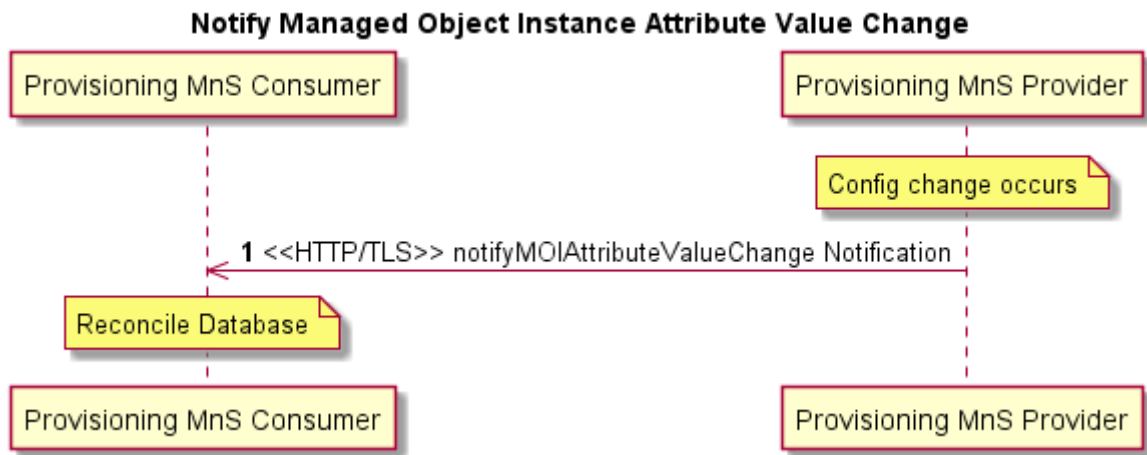 Notify Managed Object Instance Attribute Value Change
Provisioning MnS Consumer
Provisioning MnS Provider
Config change occurs
1 <<HTTP/TLS>> notifyMOIAttributeValueChange Notification
Reconcile Database
Provisioning MnS Consumer
Provisioning MnS Provider